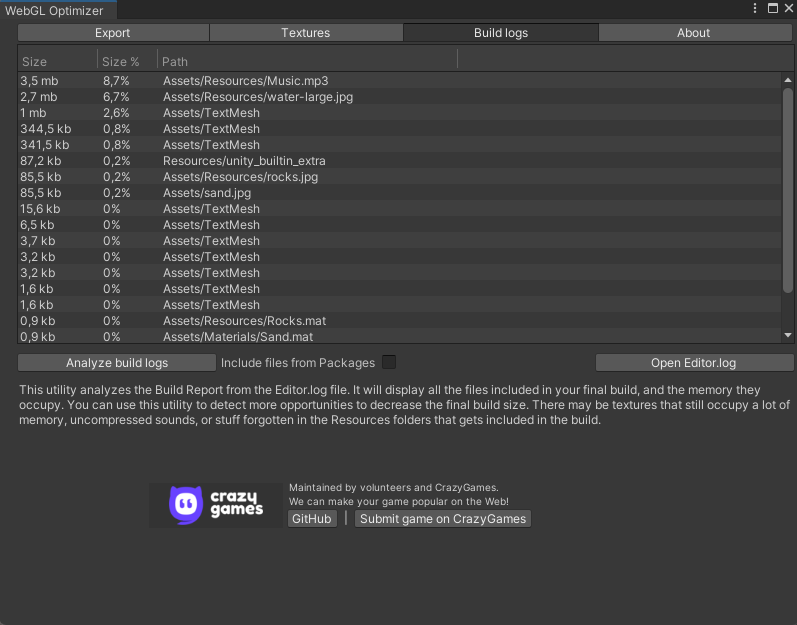 WebGL Optimizer
Export Textures Build logs About
Size Size % Path
3,5 mb 8,7% Assets/Resources/Music.mp3
2,7 mb 6,7% Assets/Resources/water-large.jpg
1 mb 2,6% Assets/TextMesh
344,5 kb 0,8% Assets/TextMesh
341,5 kb 0,8% Assets/TextMesh
87,2 kb 0,2% Resources/unity_builtin_extra
85,5 kb 0,2% Assets/Resources/rocks.jpg
85,5 kb 0,2% Assets/sand.jpg
15,6 kb 0% Assets/TextMesh
6,5 kb 0% Assets/TextMesh
3,7 kb 0% Assets/TextMesh
3,2 kb 0% Assets/TextMesh
3,2 kb 0% Assets/TextMesh
1,6 kb 0% Assets/TextMesh
1,6 kb 0% Assets/TextMesh
0,9 kb 0% Assets/Resources/Rocks.mat
0,9 kb 0% Assets/Materials/Sand.mat
Analyze build logs Include files from Packages Open Editor.log
This utility analyzes the Build Report from the Editor.log file. It will display all the files included in your final build, and the memory they
occupy. You can use this utility to detect more opportunities to decrease the final build size. There may be textures that still occupy a lot of
memory, uncompressed sounds, or stuff forgotten in the Resources folders that gets included in the build.
crazy
games
Maintained by volunteers and CrazyGames.
We can make your game popular on the Web!
GitHub | Submit game on CrazyGames